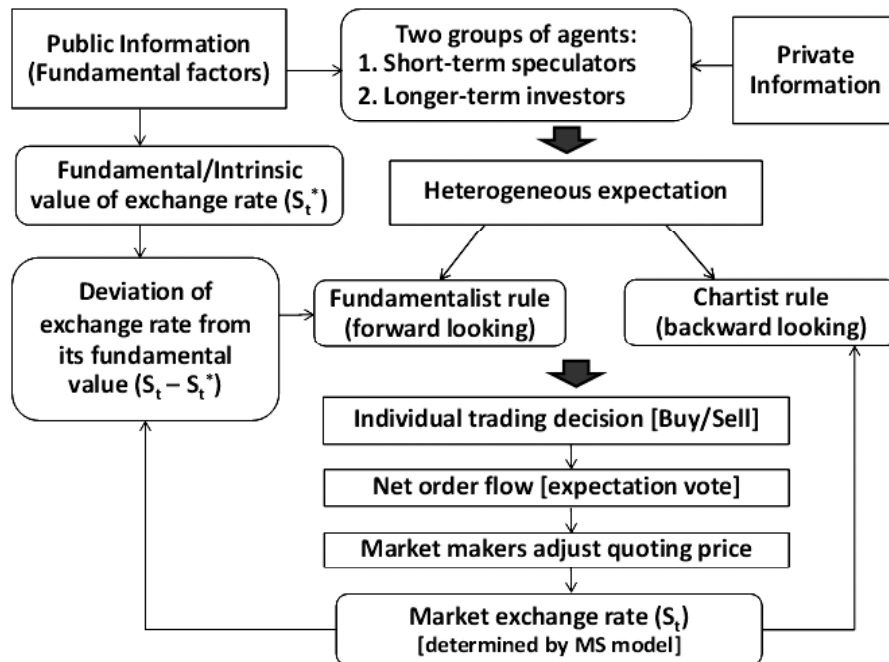 Public Information
(Fundamental factors)
Two groups of agents:
1. Short-term speculators
2. Longer-term investors
Private
Information
Fundamental/Intrinsic
value of exchange rate (Sₜ*)
Heterogeneous expectation
Deviation of
exchange rate from
its fundamental
value (Sₜ – Sₜ*)
Fundamentalist rule
(forward looking)
Chartist rule
(backward looking)
Individual trading decision [Buy/Sell]
Net order flow [expectation vote]
Market makers adjust quoting price
Market exchange rate (Sₜ)
[determined by MS model]